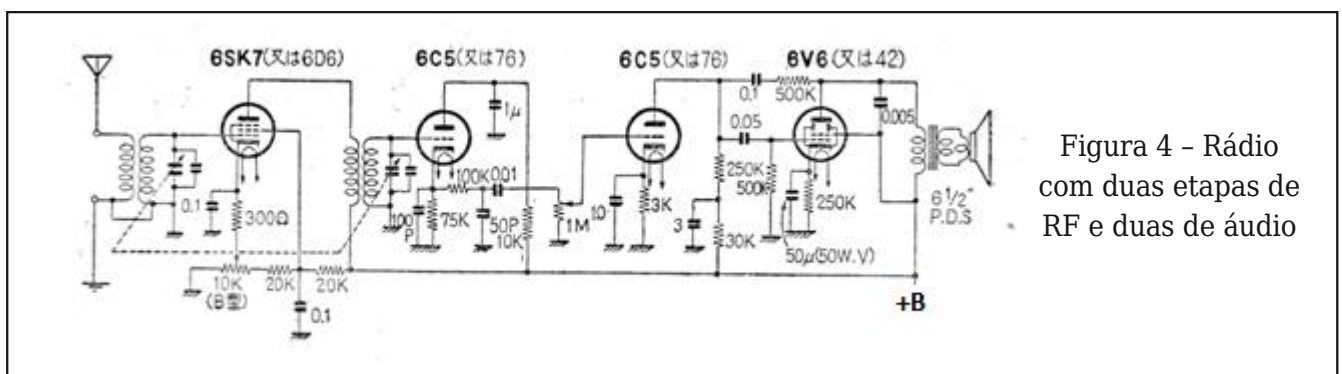 6SK7(又は6D6)
6C5(又は76)
6C5(又は76)
6V6(又は42)
1μ
0.1
500K
0.005
0.05
100K
0.01
250K
500K
0.1
300Ω
100P
75K
50P
10K
1M
10
3K
3
30K
250K
50μ(50W.V)
6 1/2"
P.D.S
10K
(B型)
20K
20K
0.1
+B
Figura 4 – Rádio
com duas etapas de
RF e duas de áudio